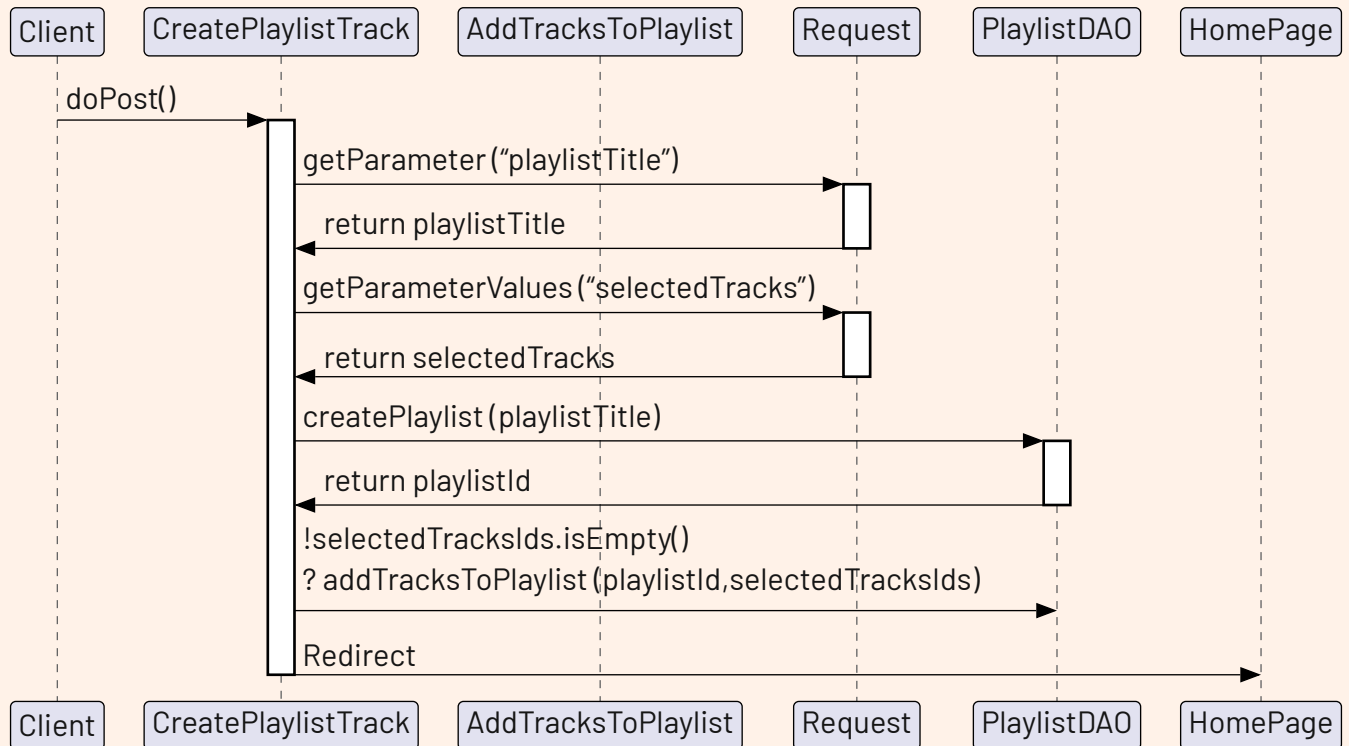 Client
CreatePlaylistTrack
AddTracksToPlaylist
Request
PlaylistDAO
HomePage
doPost()
getParameter (“playlistTitle”)
return playlistTitle
getParameterValues (“selectedTracks”)
return selectedTracks
createPlaylist (playlistTitle)
return playlistId
!selectedTracksIds.isEmpty()
? addTracksToPlaylist (playlistId,selectedTracksIds)
Redirect
Client
CreatePlaylistTrack
AddTracksToPlaylist
Request
PlaylistDAO
HomePage